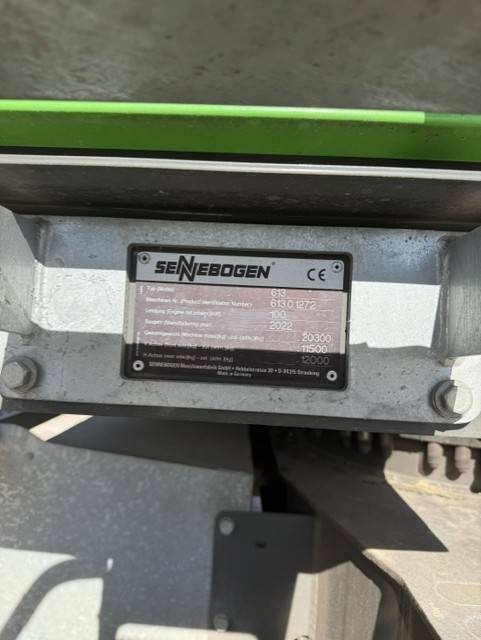 SENNEBOGEN®
CE
Typ (Model) 613
Maschinen-Nr. (Product Identification Number) 613.0.1272
Leistung (Engine net power) [kW] 100
Baujahr (Manufacturing year) 2022
20300
11500
12000
SENNEBOGEN Maschinenfabrik GmbH • Hebbelstrasse 30 • D-94315 Straubing
Made in Germany